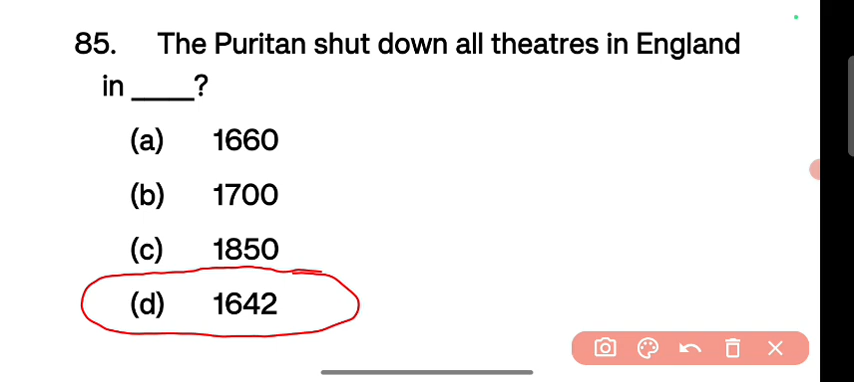 85. The Puritan shut down all theatres in England
in ____?
(a) 1660
(b) 1700
(c) 1850
(d) 1642